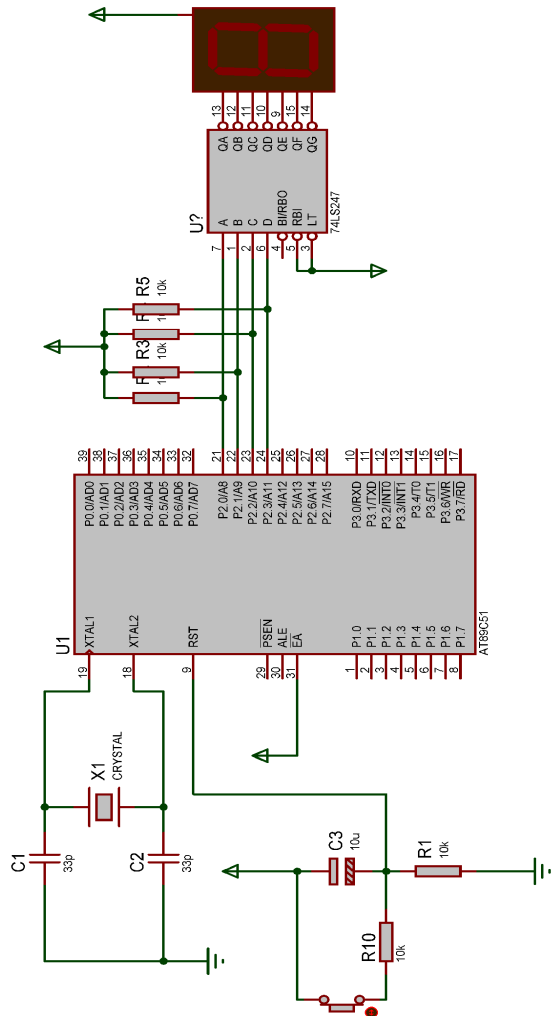 C1
33p
C2
33p
X1
CRYSTAL
C3
10u
R1
10k
R10
10k
U1
19
XTAL1
18
XTAL2
9
RST
29
PSEN
30
ALE
31
EA
1
P1.0
2
P1.1
3
P1.2
4
P1.3
5
P1.4
6
P1.5
7
P1.6
8
P1.7
P0.0/AD0
39
P0.1/AD1
38
P0.2/AD2
37
P0.3/AD3
36
P0.4/AD4
35
P0.5/AD5
34
P0.6/AD6
33
P0.7/AD7
32
P2.0/A8
21
P2.1/A9
22
P2.2/A10
23
P2.3/A11
24
P2.4/A12
25
P2.5/A13
26
P2.6/A14
27
P2.7/A15
28
P3.0/RXD
10
P3.1/TXD
11
P3.2/INT0
12
P3.3/INT1
13
P3.4/T0
14
P3.5/T1
15
P3.6/WR
16
P3.7/RD
17
AT89C51
R3
10k
R5
10k
U?
7
A
1
B
2
C
6
D
4
BI/RBO
5
RBI
3
LT
QA
13
QB
12
QC
11
QD
10
QE
9
QF
15
QG
14
74LS247